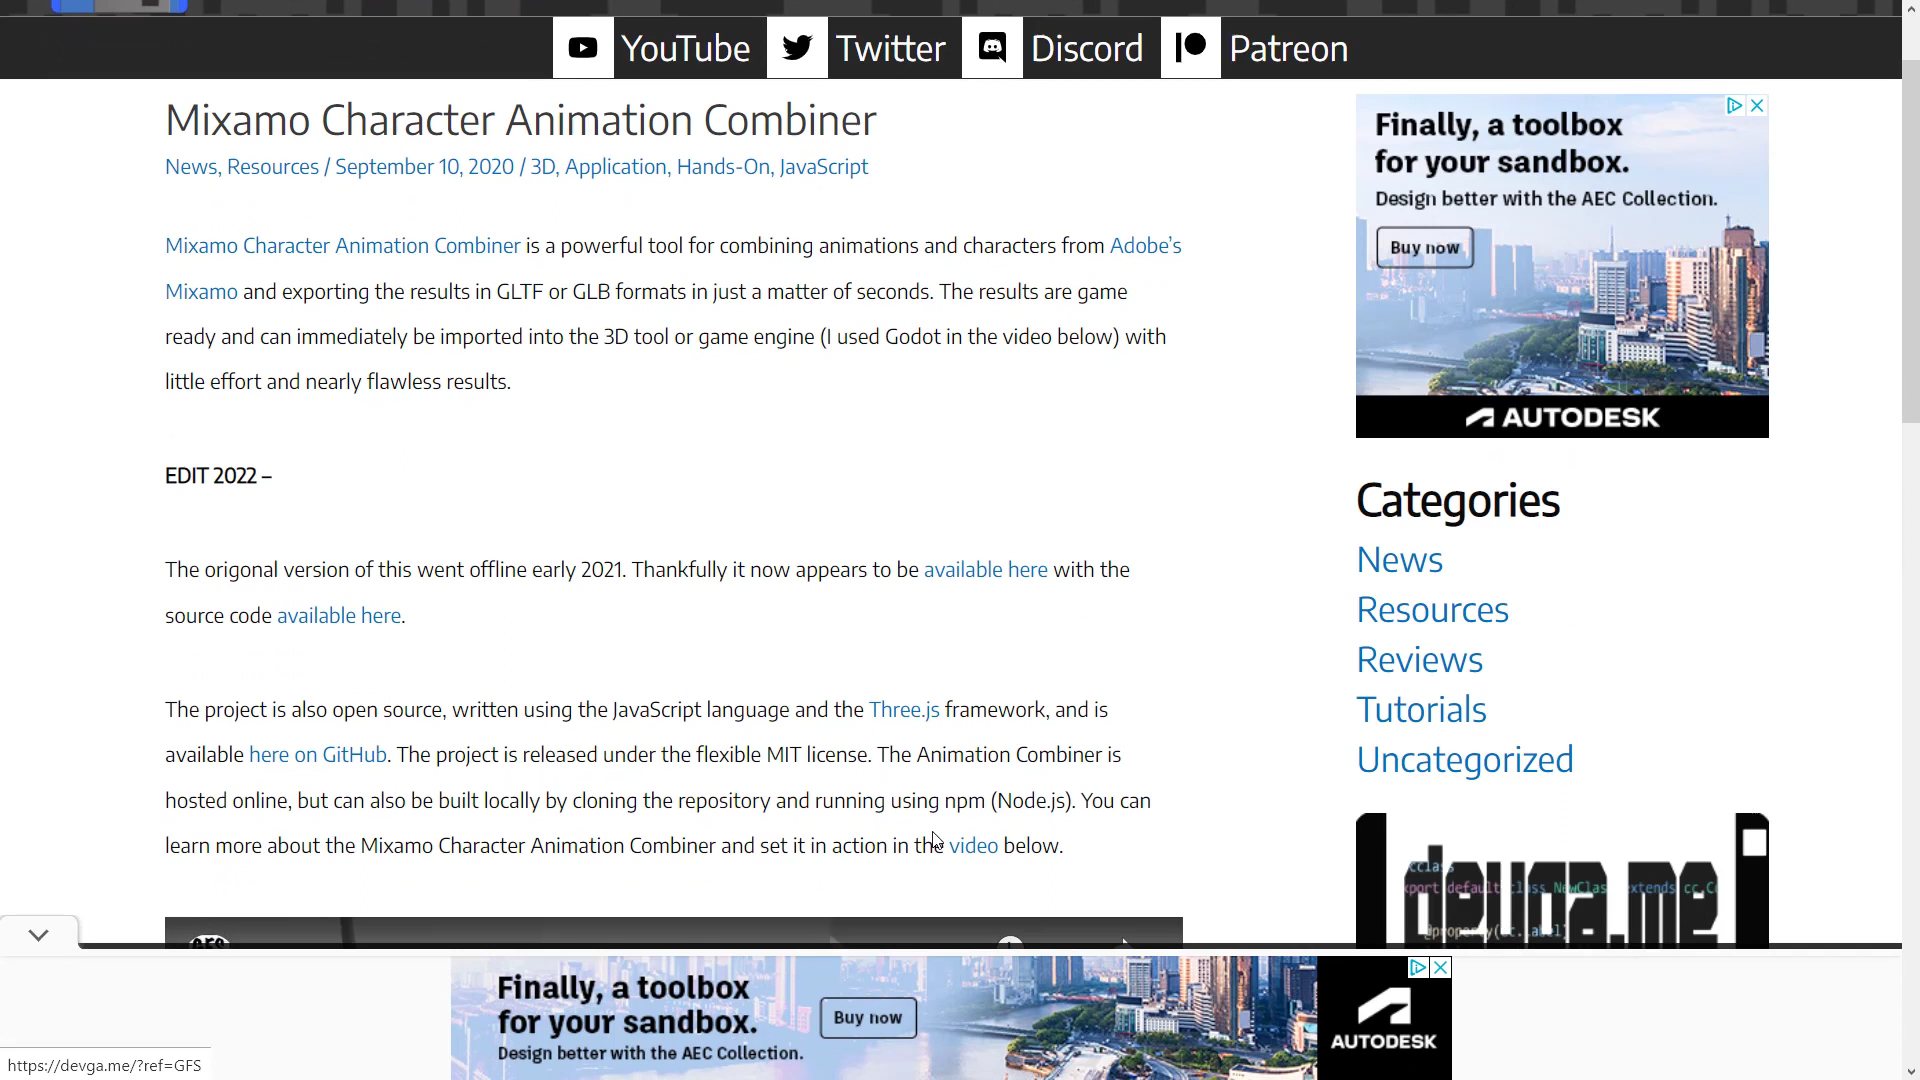 YouTube Twitter Discord Patreon
Mixamo Character Animation Combiner
News, Resources / September 10, 2020 / 3D, Application, Hands-On, JavaScript
Mixamo Character Animation Combiner is a powerful tool for combining animations and characters from Adobe’s
Mixamo and exporting the results in GLTF or GLB formats in just a matter of seconds. The results are game
ready and can immediately be imported into the 3D tool or game engine (I used Godot in the video below) with
little effort and nearly flawless results.
EDIT 2022 –
The origonal version of this went offline early 2021. Thankfully it now appears to be available here with the
source code available here.
The project is also open source, written using the JavaScript language and the Three.js framework, and is
available here on GitHub. The project is released under the flexible MIT license. The Animation Combiner is
hosted online, but can also be built locally by cloning the repository and running using npm (Node.js). You can
learn more about the Mixamo Character Animation Combiner and set it in action in the video below.
Finally, a toolbox
for your sandbox.
Design better with the AEC Collection.
Buy now
AUTODESK
Categories
News
Resources
Reviews
Tutorials
Uncategorized
devga.me
Finally, a toolbox
for your sandbox.
Design better with the AEC Collection.
Buy now
AUTODESK
https://devga.me/?ref=GFS